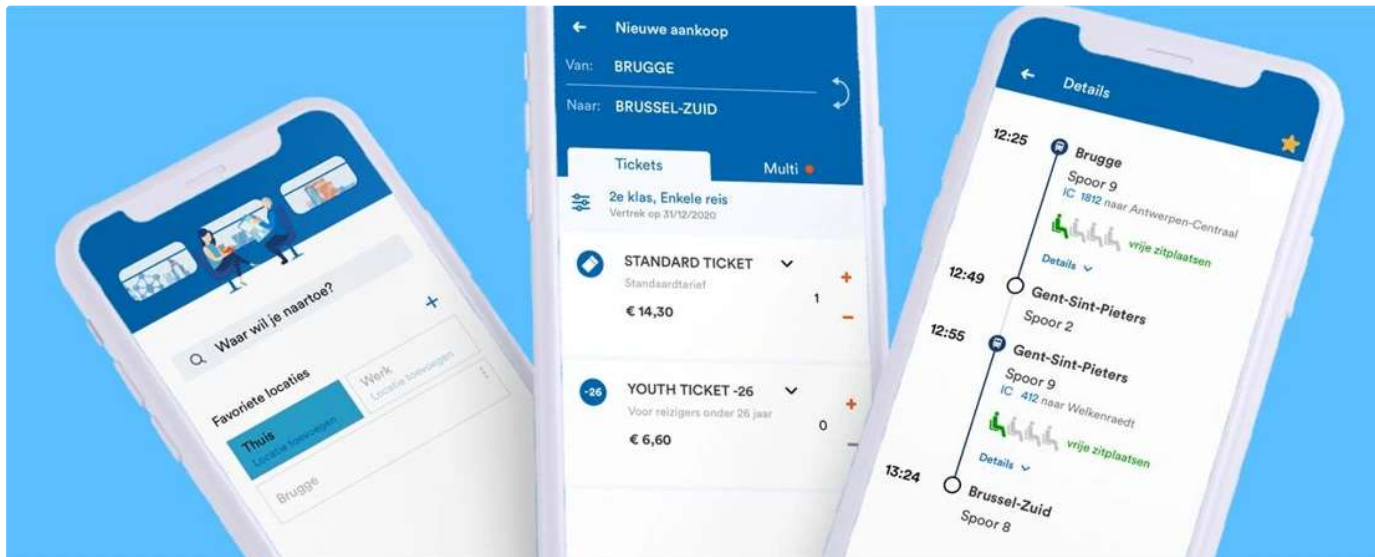 Waar wil je naartoe?
Favoriete locaties
Thuis
Locatie toevoegen
Werk
Locatie toevoegen
Brugge
Nieuwe aankoop
Van: BRUGGE
Naar: BRUSSEL-ZUID
Tickets
Multi
2e klas, Enkele reis
Vertrek op 31/12/2020
STANDARD TICKET
Standaardtarief
€ 14,30
1
-26
YOUTH TICKET -26
Voor reizigers onder 26 jaar
€ 6,60
0
Details
12:25 Brugge
Spoor 9
IC 1812 naar Antwerpen-Centraal
vrije zitplaatsen
Details
12:49 Gent-Sint-Pieters
Spoor 2
12:55 Gent-Sint-Pieters
Spoor 9
IC 412 naar Welkenraedt
vrije zitplaatsen
Details
13:24 Brussel-Zuid
Spoor 8